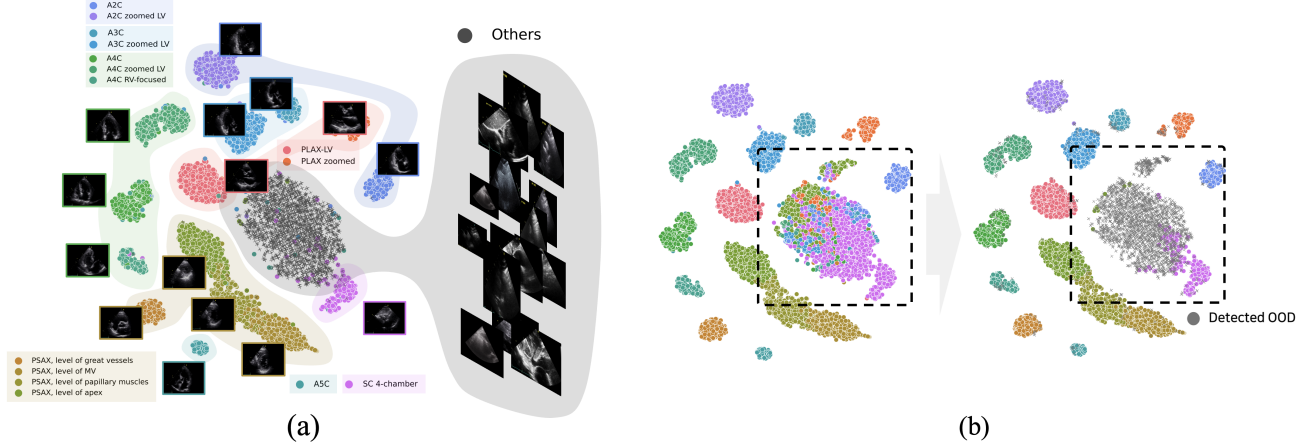 A2C
A2C zoomed LV
A3C
A3C zoomed LV
A4C
A4C zoomed LV
A4C RV-focused
PLAX-LV
PLAX zoomed
PSAX, level of great vessels
PSAX, level of MV
PSAX, level of papillary muscles
PSAX, level of apex
A5C
SC 4-chamber
Others
(a)
Detected OOD
(b)